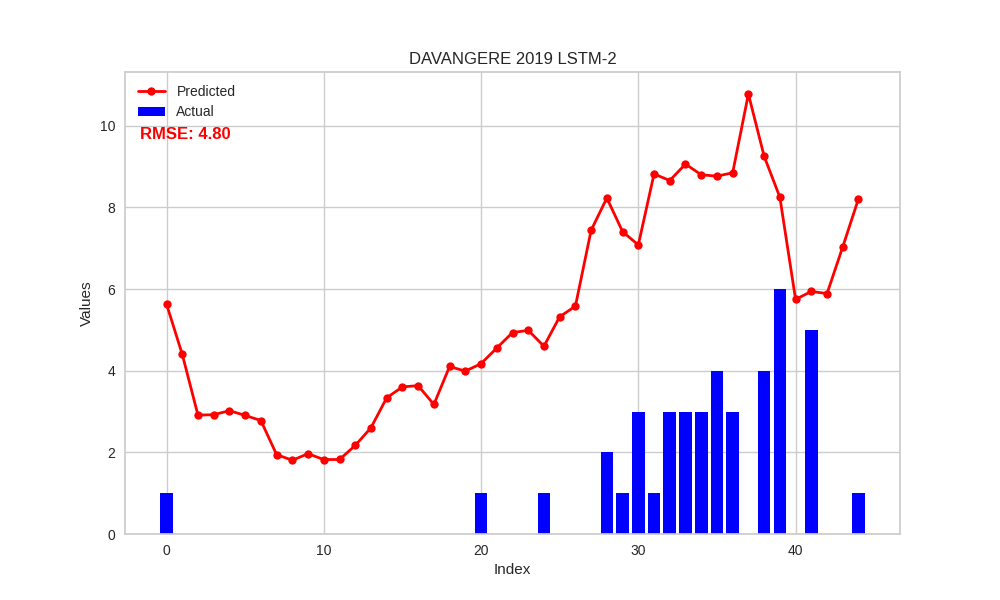 DAVANGERE 2019 LSTM-2
Predicted
Actual
RMSE: 4.80
10
8
6
4
2
0
Values
0 10 20 30 40
Index